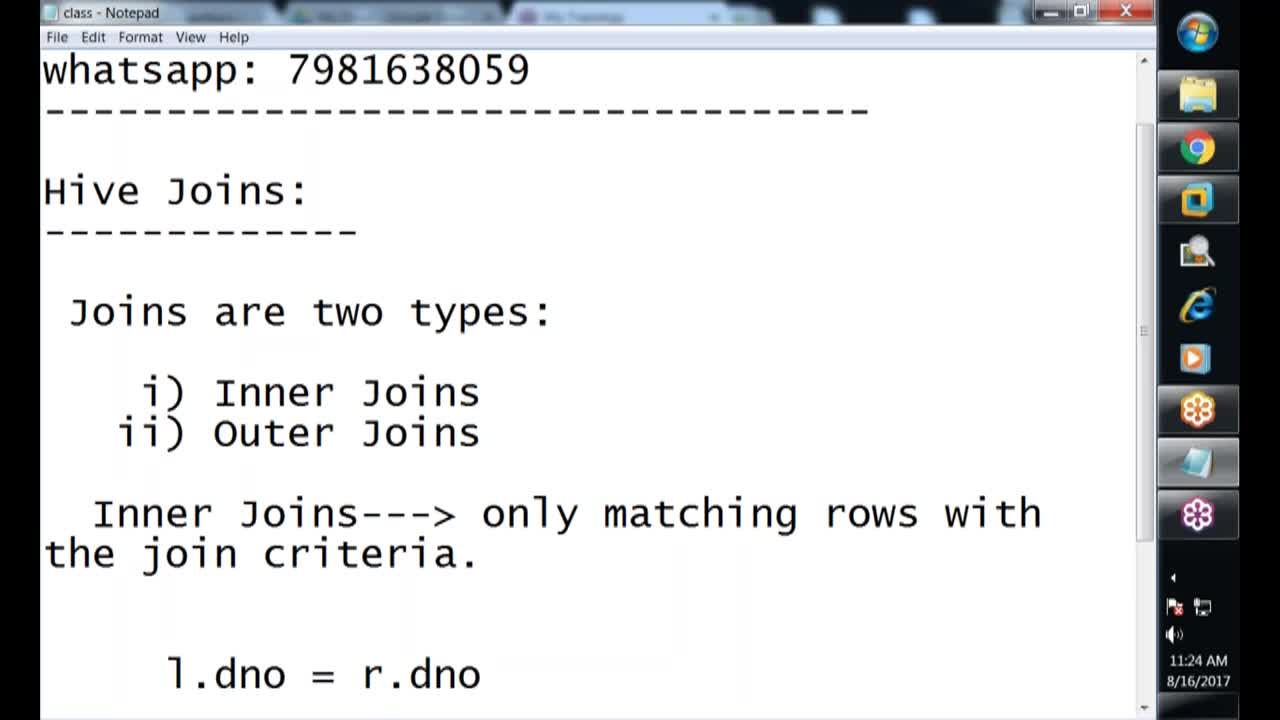 class - Notepad
File Edit Format View Help
whatsapp: 7981638059
----------------------------------
Hive Joins:
-------------
Joins are two types:
i) Inner Joins
ii) Outer Joins
Inner Joins---> only matching rows with
the join criteria.
l.dno = r.dno
11:24 AM
8/16/2017